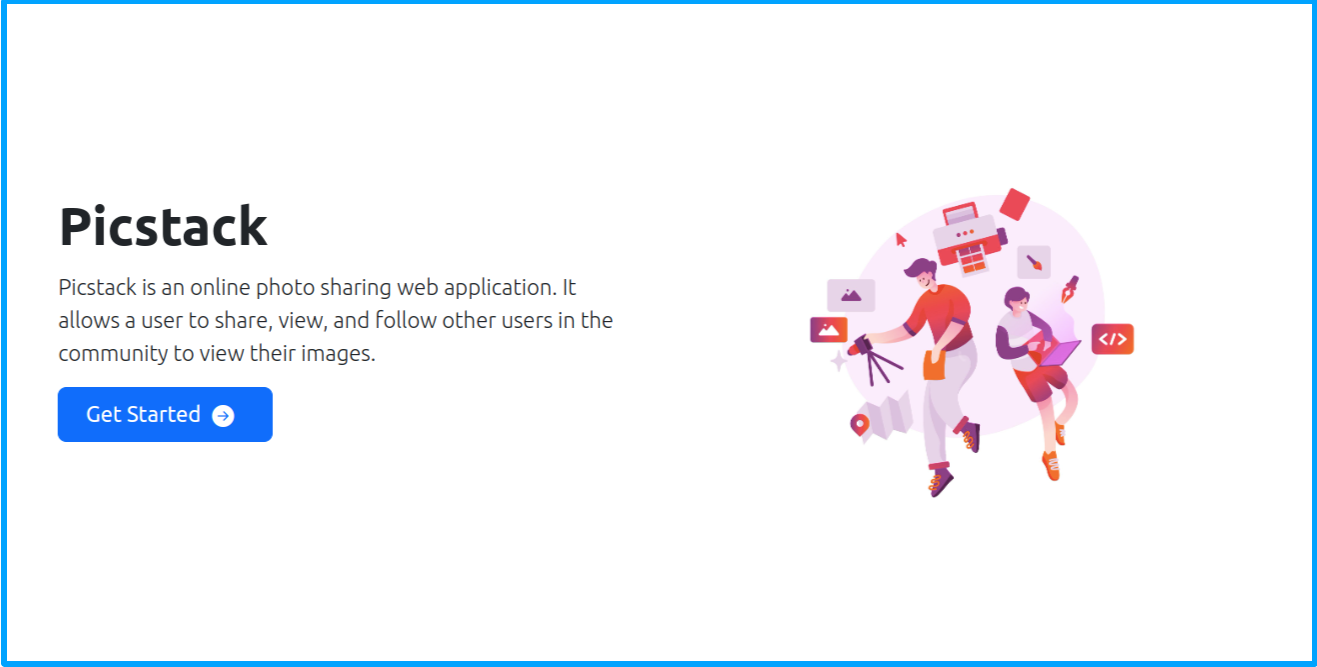 Picstack
Picstack is an online photo sharing web application. It
allows a user to share, view, and follow other users in the
community to view their images.
Get Started
</>